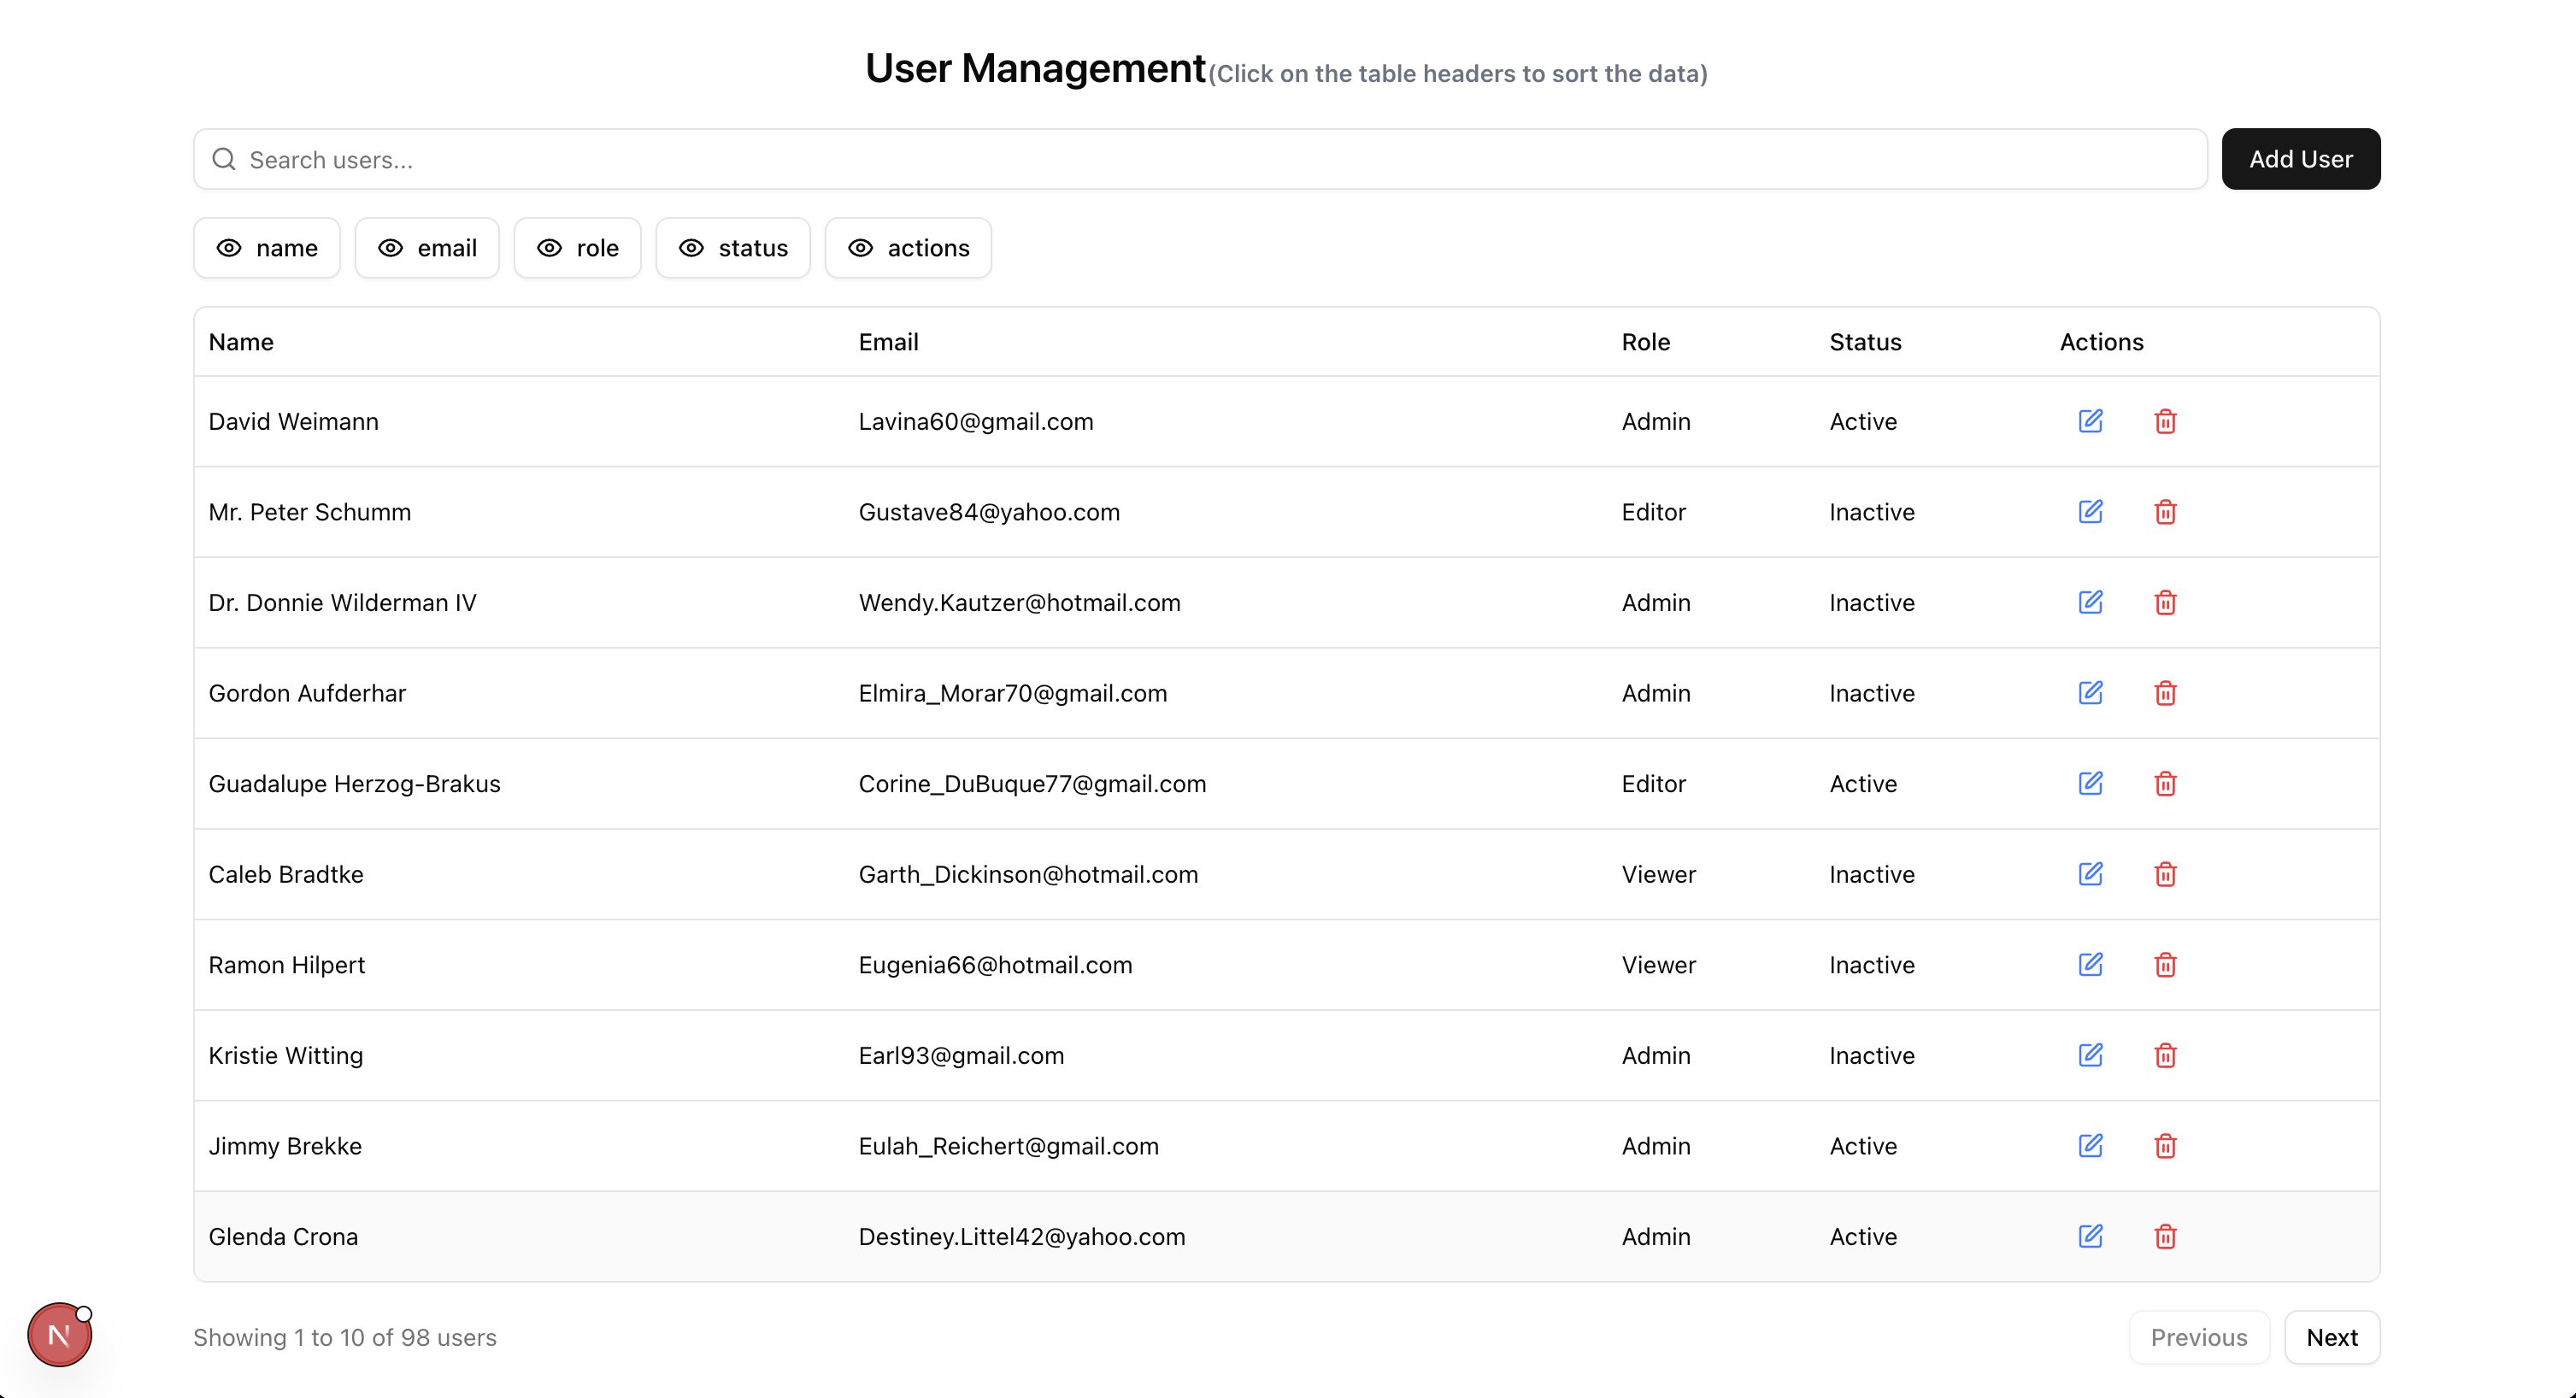 User Management(Click on the table headers to sort the data)
Search users...
Add User
name email role status actions
Name Email Role Status Actions
David Weimann Lavina60@gmail.com Admin Active
Mr. Peter Schumm Gustave84@yahoo.com Editor Inactive
Dr. Donnie Wilderman IV Wendy.Kautzer@hotmail.com Admin Inactive
Gordon Aufderhar Elmira_Morar70@gmail.com Admin Inactive
Guadalupe Herzog-Brakus Corine_DuBuque77@gmail.com Editor Active
Caleb Bradtke Garth_Dickinson@hotmail.com Viewer Inactive
Ramon Hilpert Eugenia66@hotmail.com Viewer Inactive
Kristie Witting Earl93@gmail.com Admin Inactive
Jimmy Brekke Eulah_Reichert@gmail.com Admin Active
Glenda Crona Destiney.Littel42@yahoo.com Admin Active
N
Showing 1 to 10 of 98 users
Previous Next